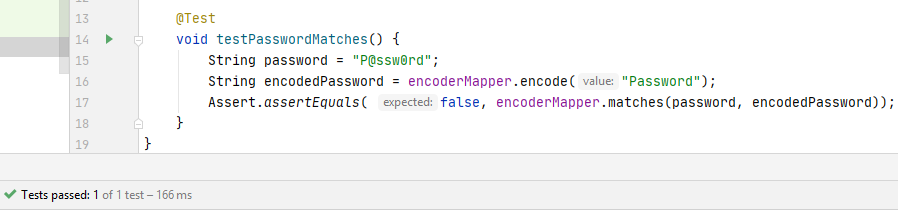 13 @Test
14 void testPasswordMatches() {
15 String password = "P@ssw0rd";
16 String encodedPassword = encoderMapper.encode( value: "Password");
17 Assert.assertEquals( expected: false, encoderMapper.matches(password, encodedPassword));
18 }
19 }
Tests passed: 1 of 1 test – 166 ms